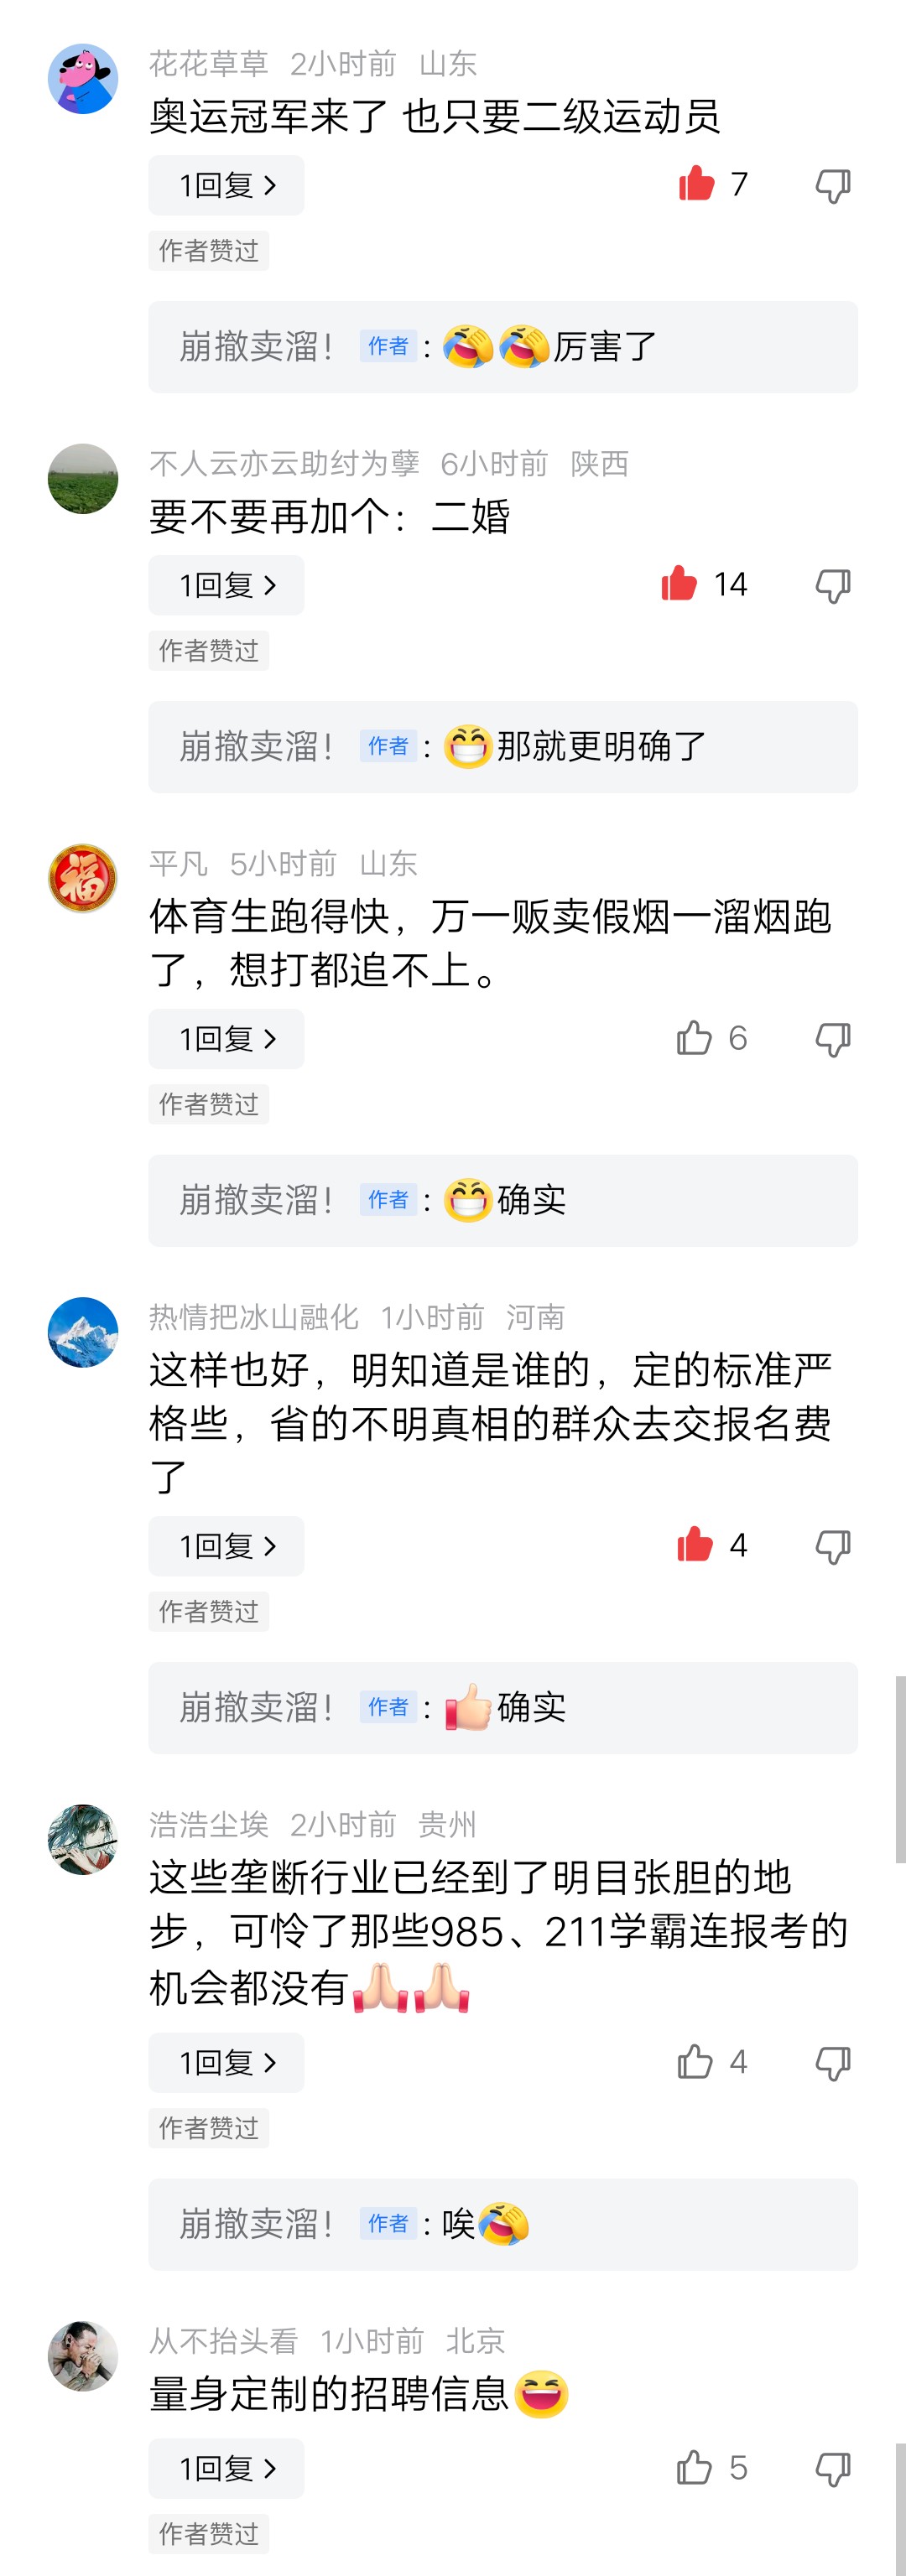 花花草草 2小时前 山东
奥运冠军来了 也只要二级运动员
1回复 >
7
作者赞过
崩撤卖溜！ 作者 : 🤣🤣厉害了
不人云亦云助纣为孽 6小时前 陕西
要不要再加个：二婚
1回复 >
14
作者赞过
崩撤卖溜！ 作者 : 😁那就更明确了
福
平凡 5小时前 山东
体育生跑得快，万一贩卖假烟一溜烟跑
了，想打都追不上。
1回复 >
6
作者赞过
崩撤卖溜！ 作者 : 😁确实
热情把冰山融化 1小时前 河南
这样也好，明知道是谁的，定的标准严
格些，省的不明真相的群众去交报名费
了
1回复 >
4
作者赞过
崩撤卖溜！ 作者 : 👍确实
浩浩尘埃 2小时前 贵州
这些垄断行业已经到了明目张胆的地
步，可怜了那些985、211学霸连报考的
机会都没有🙏🙏
1回复 >
4
作者赞过
崩撤卖溜！ 作者 : 唉🤣
从不抬头看 1小时前 北京
量身定制的招聘信息😆
1回复 >
5
作者赞过